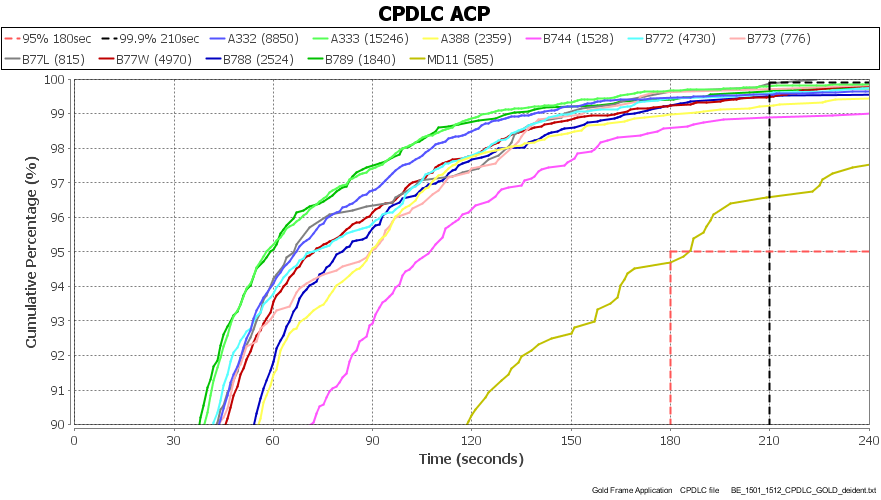 CPDLC ACP
95% 180sec 99.9% 210sec A332 (8850) A333 (15246) A388 (2359) B744 (1528) B772 (4730) B773 (776)
B77L (815) B77W (4970) B788 (2524) B789 (1840) MD11 (585)
Cumulative Percentage (%)
100
99
98
97
96
95
94
93
92
91
90
0 30 60 90 120 150 180 210 240
Time (seconds)
Gold Frame Application CPDLC file BE_1501_1512_CPDLC_GOLD_deident.txt